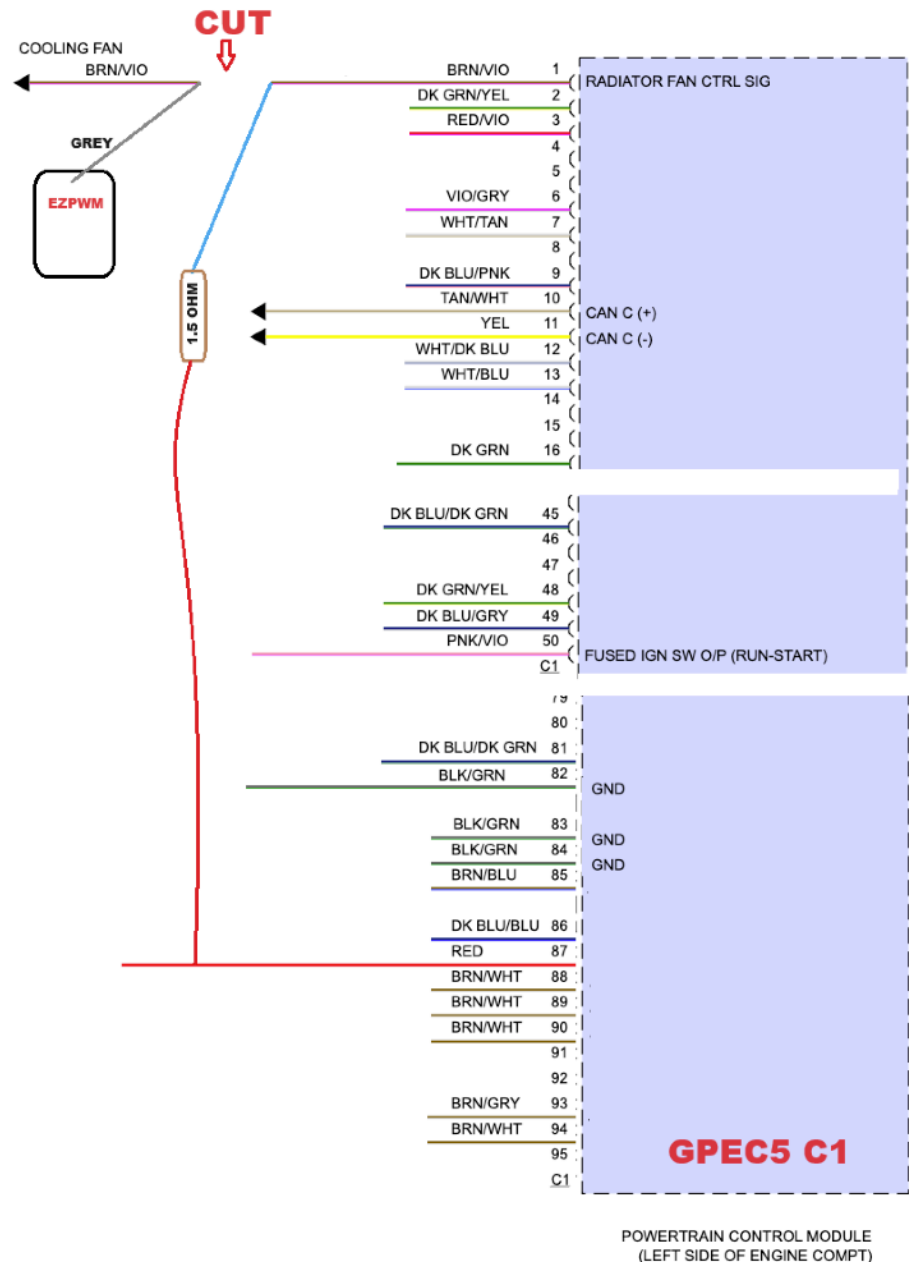 CUT
COOLING FAN
BRN/VIO
GREY
EZPWM
1.5 OHM
BRN/VIO 1 RADIATOR FAN CTRL SIG
DK GRN/YEL 2
RED/VIO 3
4
5
VIO/GRY 6
WHT/TAN 7
8
DK BLU/PNK 9
TAN/WHT 10 CAN C (+)
YEL 11 CAN C (-)
WHT/DK BLU 12
WHT/BLU 13
14
15
DK GRN 16
DK BLU/DK GRN 45
46
47
DK GRN/YEL 48
DK BLU/GRY 49
PNK/VIO 50 FUSED IGN SW O/P (RUN-START)
C1
79
80
DK BLU/DK GRN 81
BLK/GRN 82 GND
BLK/GRN 83 GND
BLK/GRN 84 GND
BRN/BLU 85
DK BLU/BLU 86
RED 87
BRN/WHT 88
BRN/WHT 89
BRN/WHT 90
91
92
BRN/GRY 93
BRN/WHT 94
95
C1
GPEC5 C1
POWERTRAIN CONTROL MODULE
(LEFT SIDE OF ENGINE COMPT)